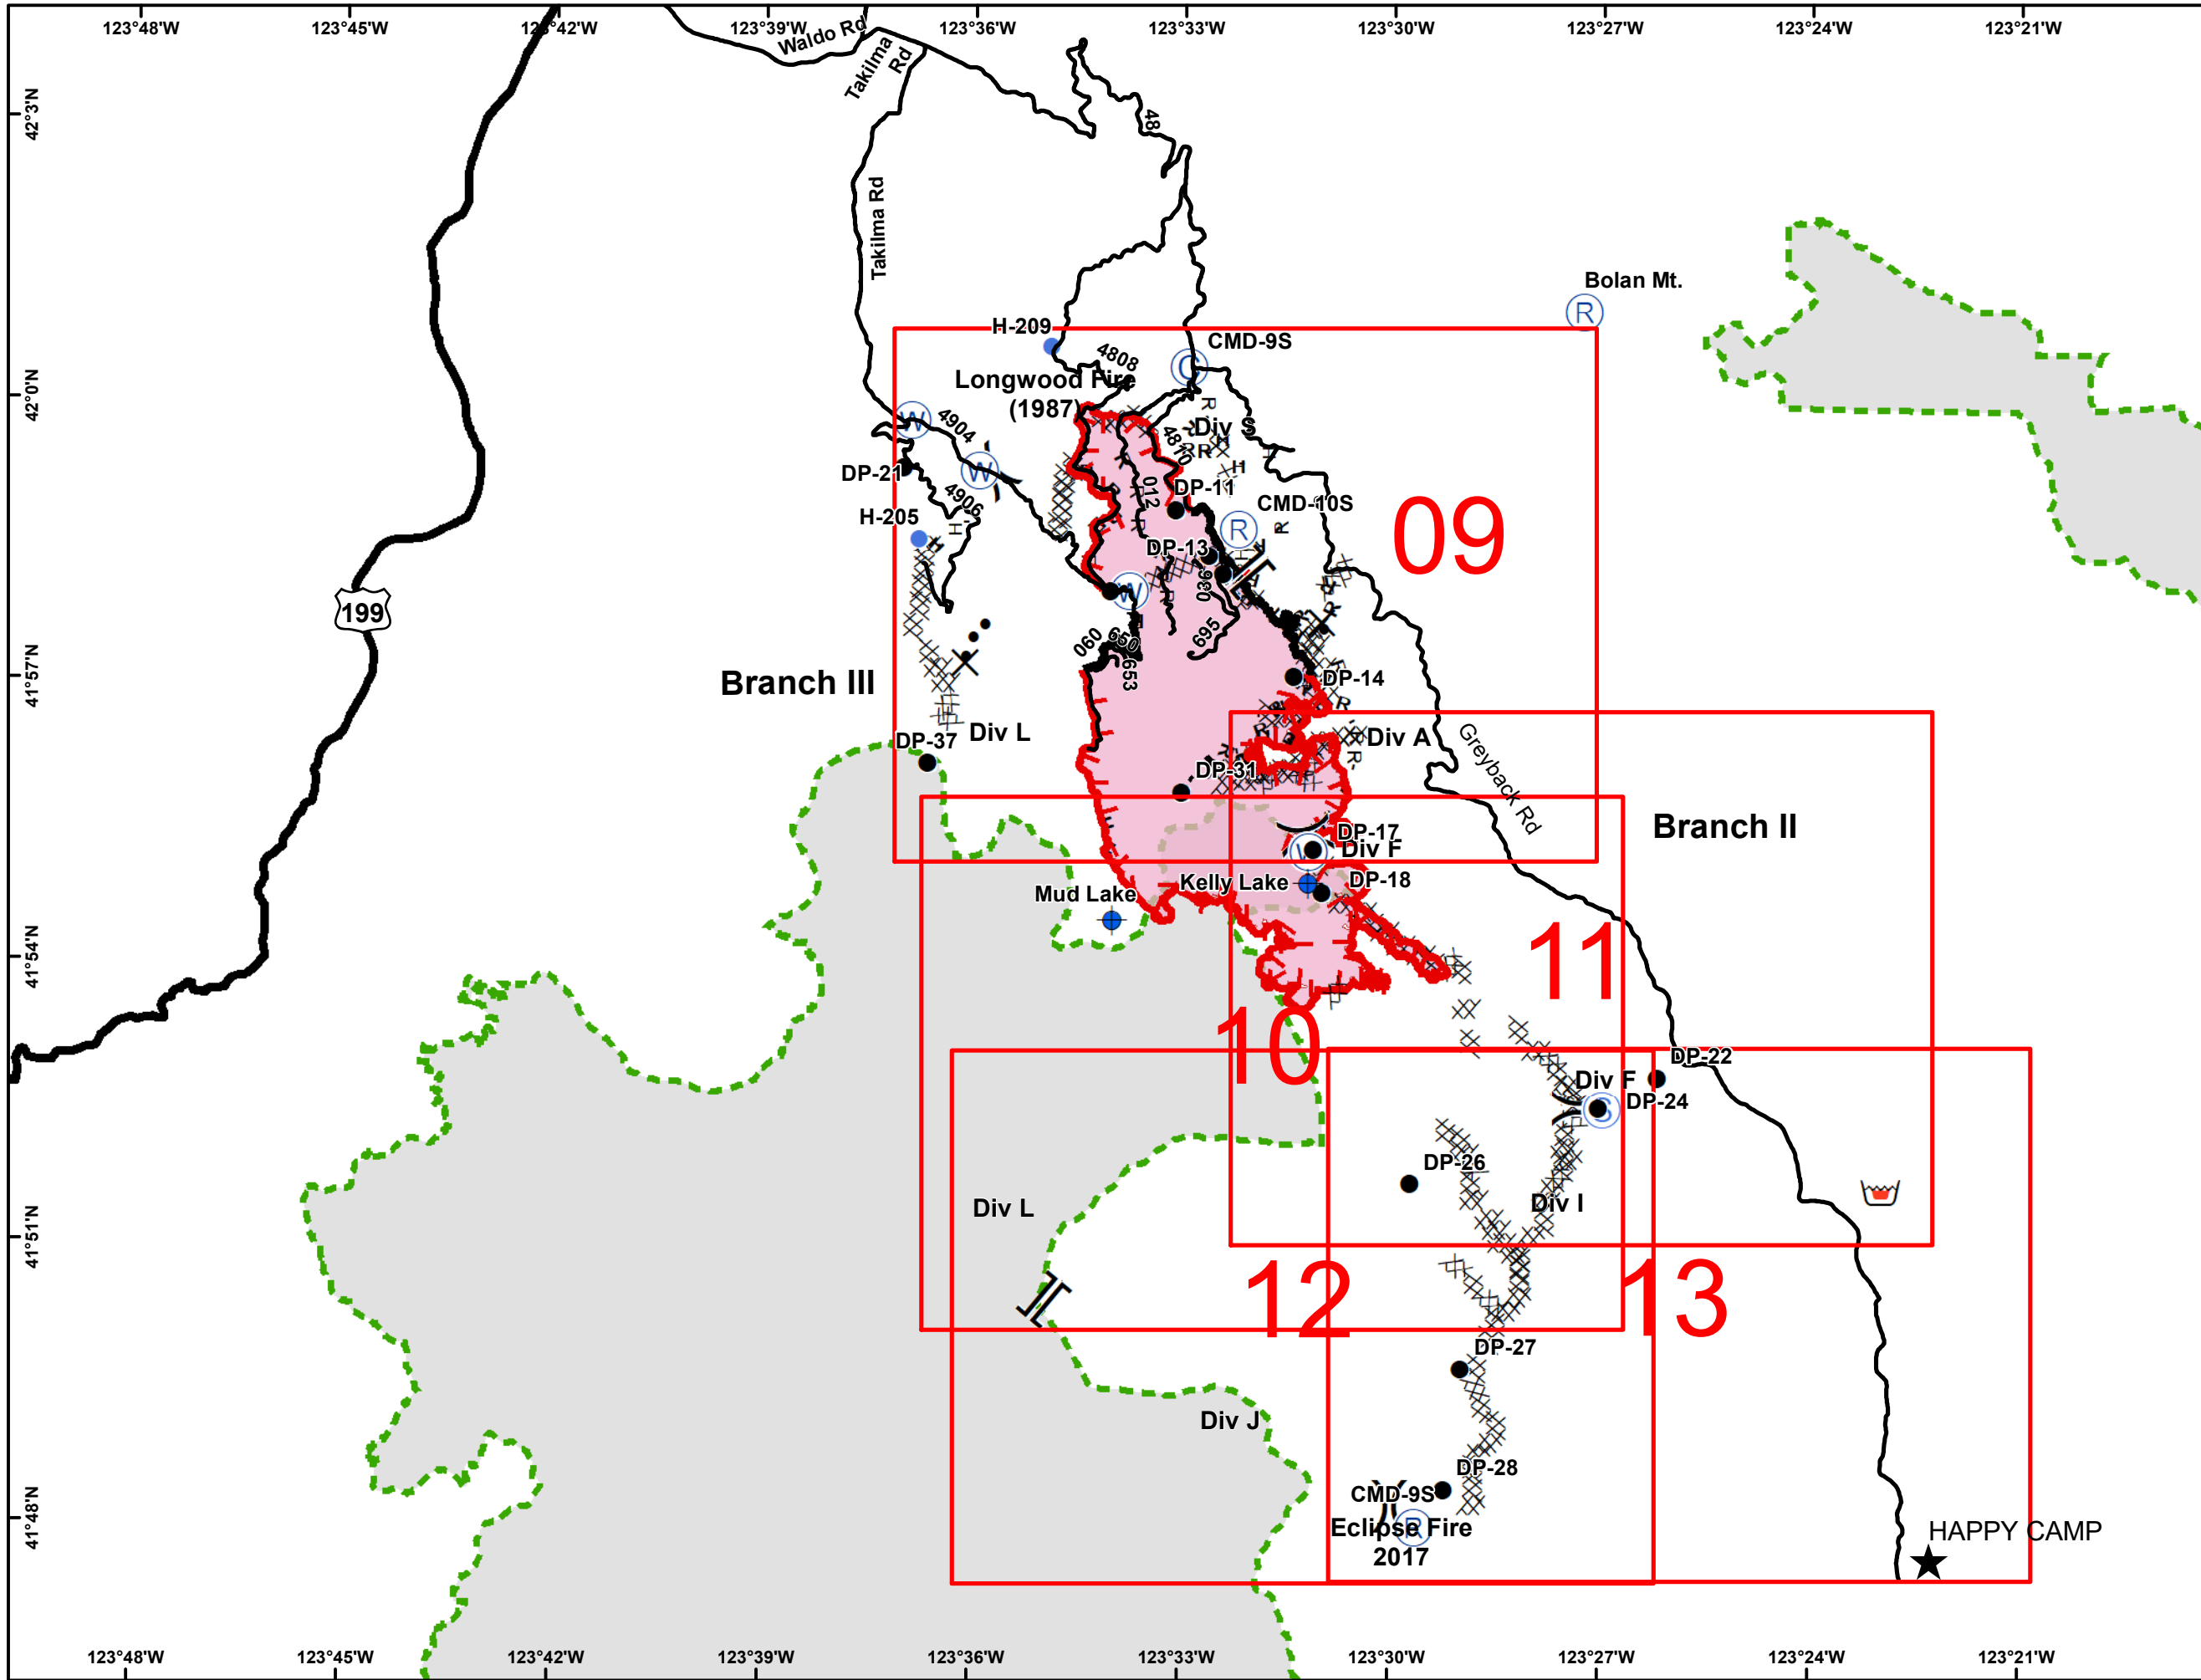 123°48'W
123°45'W
123°42'W
123°39'W
123°36'W
123°33'W
123°30'W
123°27'W
123°24'W
123°21'W
Waldo Rd
Takilma
Rd
42°3'N
48
Takilma Rd
Bolan Mt.
R
H-209
CMD-9S
C
4808
42°0'N
Longwood Fire
(1987)
W
4904
Div S
4810
W
DP-21
4906
012
DP-11
H-205
CMD-10S
R
09
DP-13
W
199
060
650
653
695
41°57'N
Branch III
DP-14
Div L
DP-37
Div A
DP-31
Greyback Rd
Branch II
DP-17
Div F
DP-18
Kelly Lake
Mud Lake
41°54'N
11
10
DP-22
Div F
DP-24
S
DP-26
Div L
Div I
41°51'N
12
13
DP-27
Div J
DP-28
CMD-9S
R
Eclipse Fire
2017
41°48'N
HAPPY CAMP
123°48'W
123°45'W
123°42'W
123°39'W
123°36'W
123°33'W
123°30'W
123°27'W
123°24'W
123°21'W